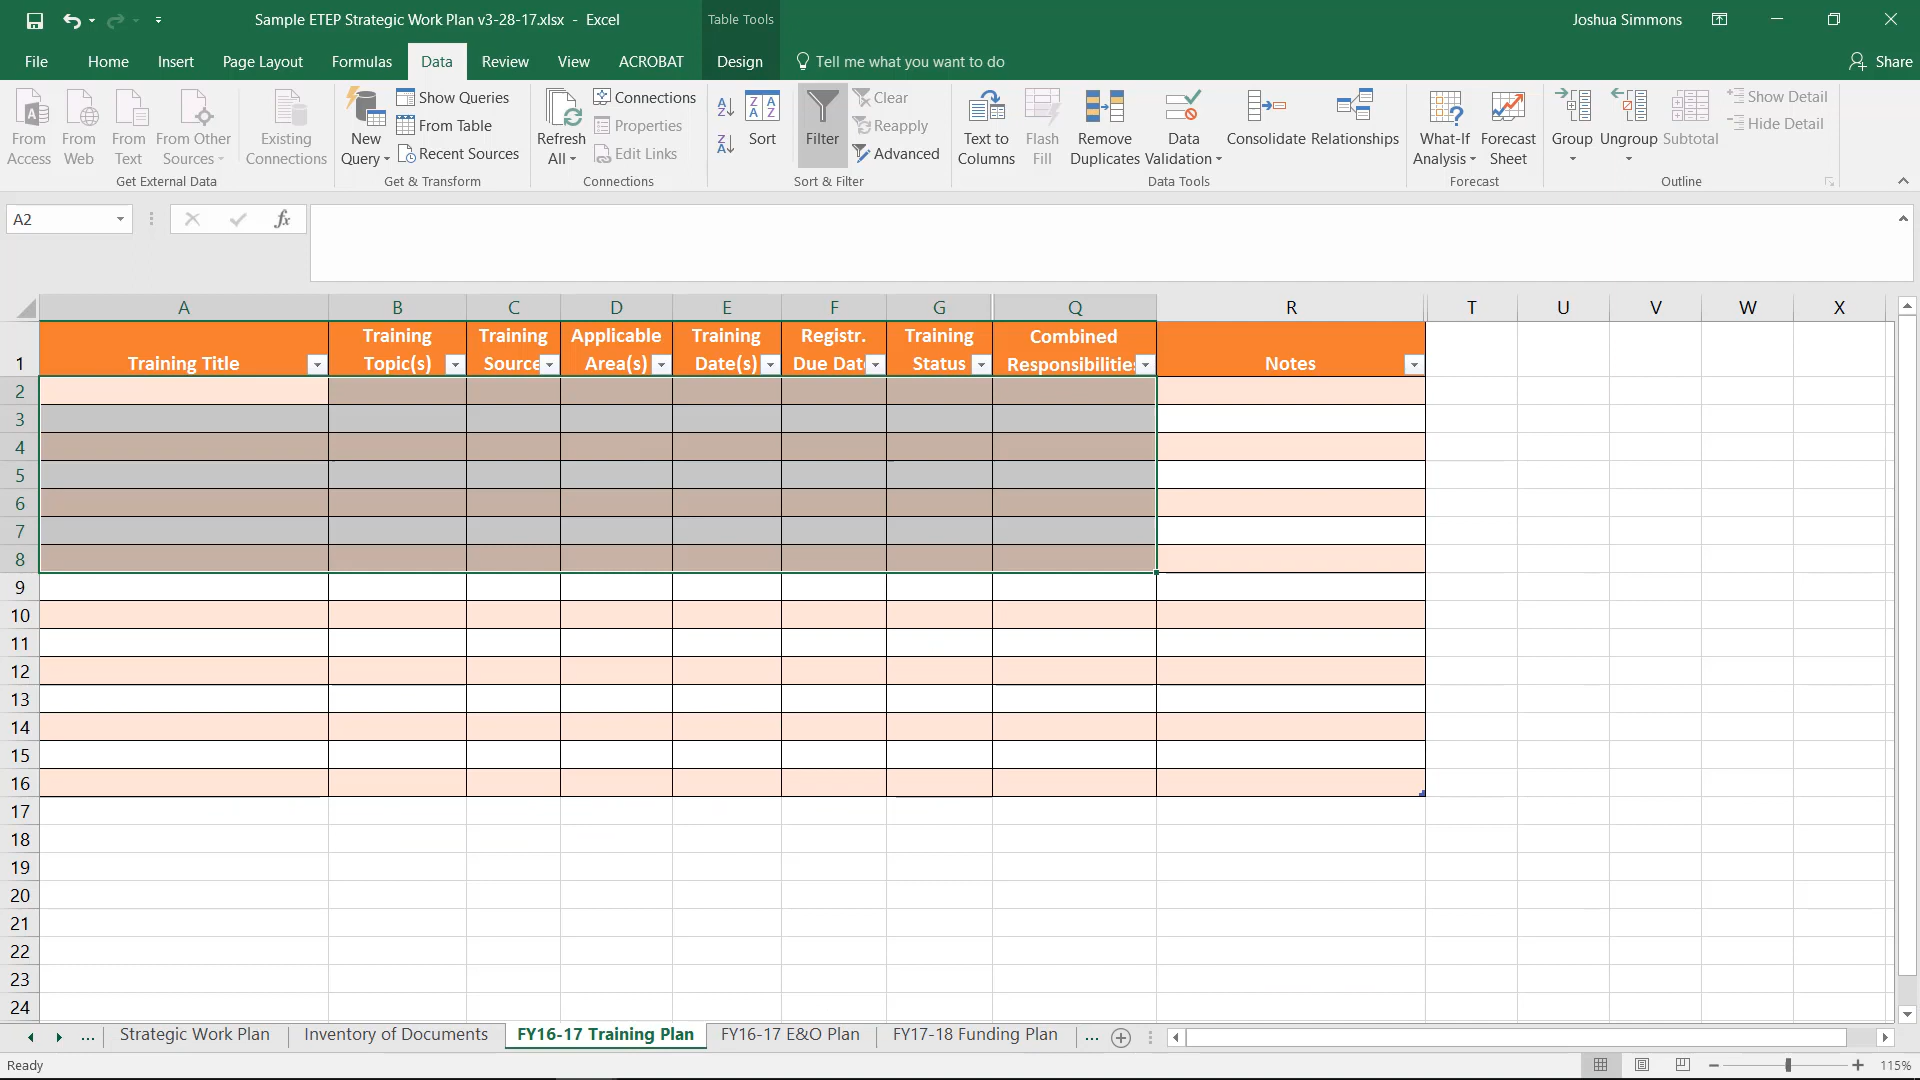 Sample ETEP Strategic Work Plan v3-28-17.xlsx - Excel
Table Tools
Joshua Simmons
File Home Insert Page Layout Formulas Data Review View ACROBAT Design Tell me what you want to do Share
From Access
From Web
From Text
From Other Sources
Existing Connections
Get External Data
New Query
Show Queries
From Table
Recent Sources
Get & Transform
Refresh All
Connections
Properties
Edit Links
Connections
Sort
Filter
Clear
Reapply
Advanced
Sort & Filter
Text to Columns
Flash Fill
Remove Duplicates
Data Validation
Consolidate
Relationships
Data Tools
What-If Analysis
Forecast Sheet
Forecast
Group
Ungroup
Subtotal
Show Detail
Hide Detail
Outline
A2
fx
A B C D E F G Q R T U V W X
1
Training Title
Training Topic(s)
Training Source
Applicable Area(s)
Training Date(s)
Registr. Due Dat
Training Status
Combined Responsibilitie
Notes
2
3
4
5
6
7
8
9
10
11
12
13
14
15
16
17
18
19
20
21
22
23
24
... Strategic Work Plan Inventory of Documents FY16-17 Training Plan FY16-17 E&O Plan FY17-18 Funding Plan ...
Ready
115%